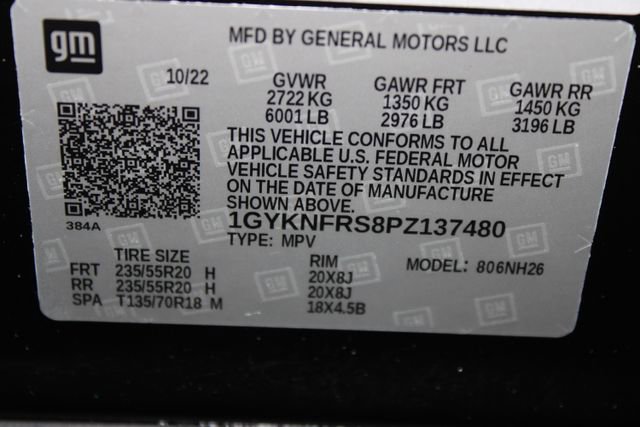 gm
MFD BY GENERAL MOTORS LLC
10/22
GVWR
2722 KG
6001 LB
GAWR FRT
1350 KG
2976 LB
GAWR RR
1450 KG
3196 LB
THIS VEHICLE CONFORMS TO ALL
APPLICABLE U.S. FEDERAL MOTOR
VEHICLE SAFETY STANDARDS IN EFFECT
ON THE DATE OF MANUFACTURE
SHOWN ABOVE.
384A
1GYKNFRS8PZ137480
TYPE: MPV
TIRE SIZE RIM MODEL: 806NH26
FRT 235/55R20 H 20X8J
RR 235/55R20 H 20X8J
SPA T135/70R18 M 18X4.5B